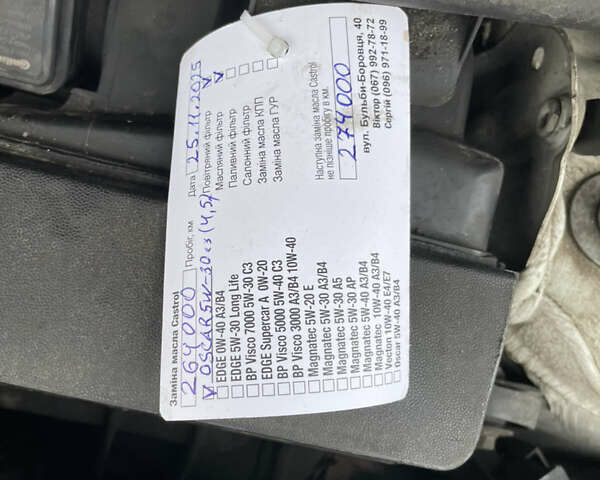 Заміна масла Castrol
264000 Пробіг, км Дата 25.11.2025
V OSCAR 5W-30 c3 (4,5)
EDGE 0W-40 A3/B4
EDGE 5W-30 Long Life
BP Visco 7000 5W-30 C3
EDGE Supercar A 0W-20
BP Visco 5000 5W-40 C3
BP Visco 3000 A3/B4 10W-40
Magnatec 5W-20 E
Magnatec 5W-30 A3/B4
Magnatec 5W-30 A5
Magnatec 5W-30 AP
Magnatec 5W-40 A3/B4
Magnatec 10W-40 A3/B4
Vecton 10W-40 E4/E7
Oscar 5W-40 A3/B4
Повітряний фільтр V
Масляний фільтр V
Паливний фільтр
Салонний фільтр
Заміна масла КПП
Заміна масла ГУР
Наступна заміна масла Castrol
не пізніше пробігу в км.
274000
вул. Бульби-Боровця, 40
Віктор (067) 992-78-72
Сергій (096) 971-18-99